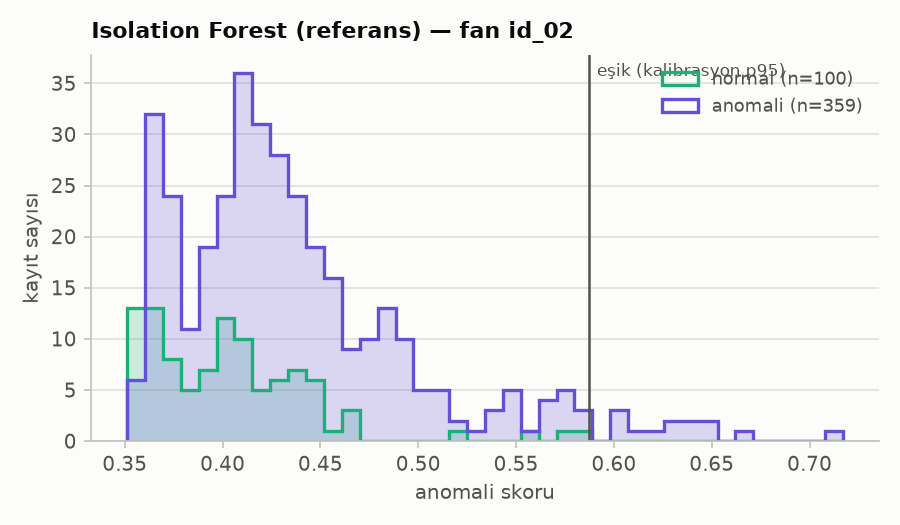 Isolation Forest (referans) — fan id_02
eşik (kalibrasyon p95)
normal (n=100)
anomali (n=359)
kayıt sayısı
35
30
25
20
15
10
5
0
0.35 0.40 0.45 0.50 0.55 0.60 0.65 0.70
anomali skoru